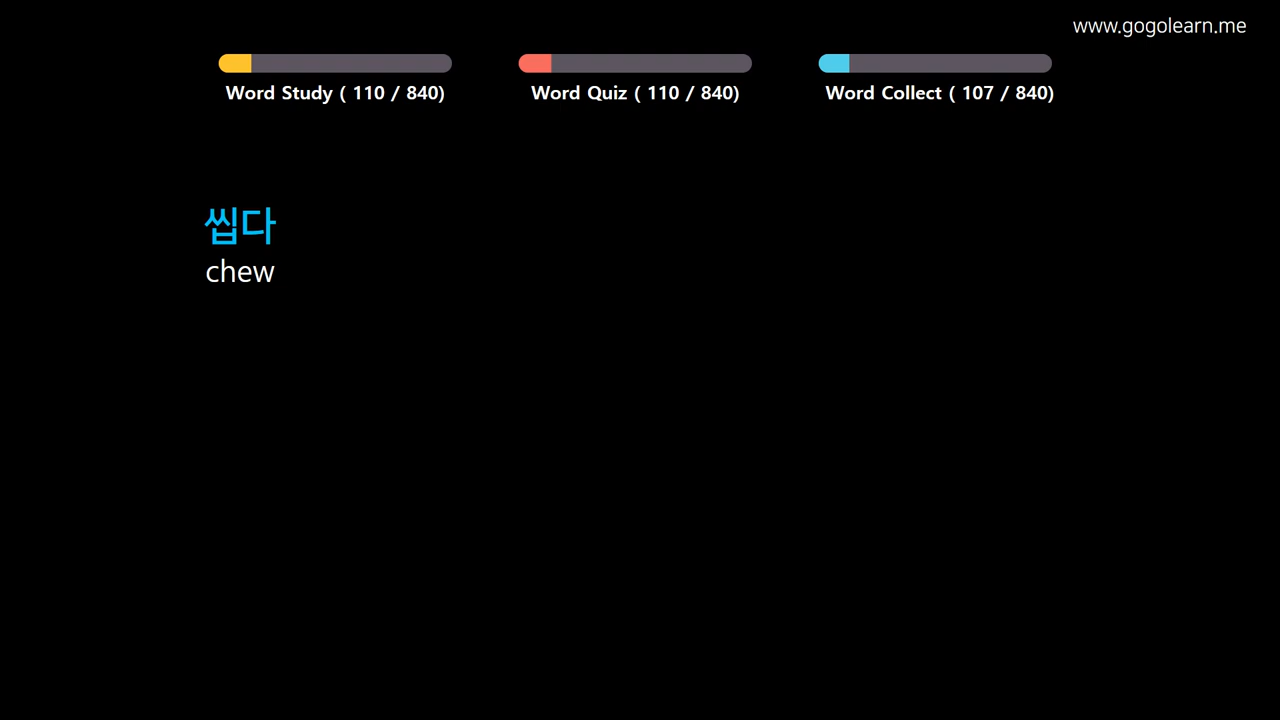 www.gogolearn.me
Word Study ( 110 / 840)
Word Quiz ( 110 / 840)
Word Collect ( 107 / 840)
씹다
chew